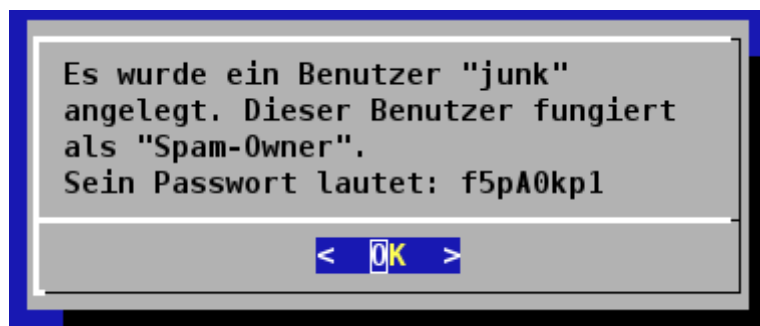 Es wurde ein Benutzer "junk"
angelegt. Dieser Benutzer fungiert
als "Spam-Owner".
Sein Passwort lautet: f5pA0kp1
< OK >